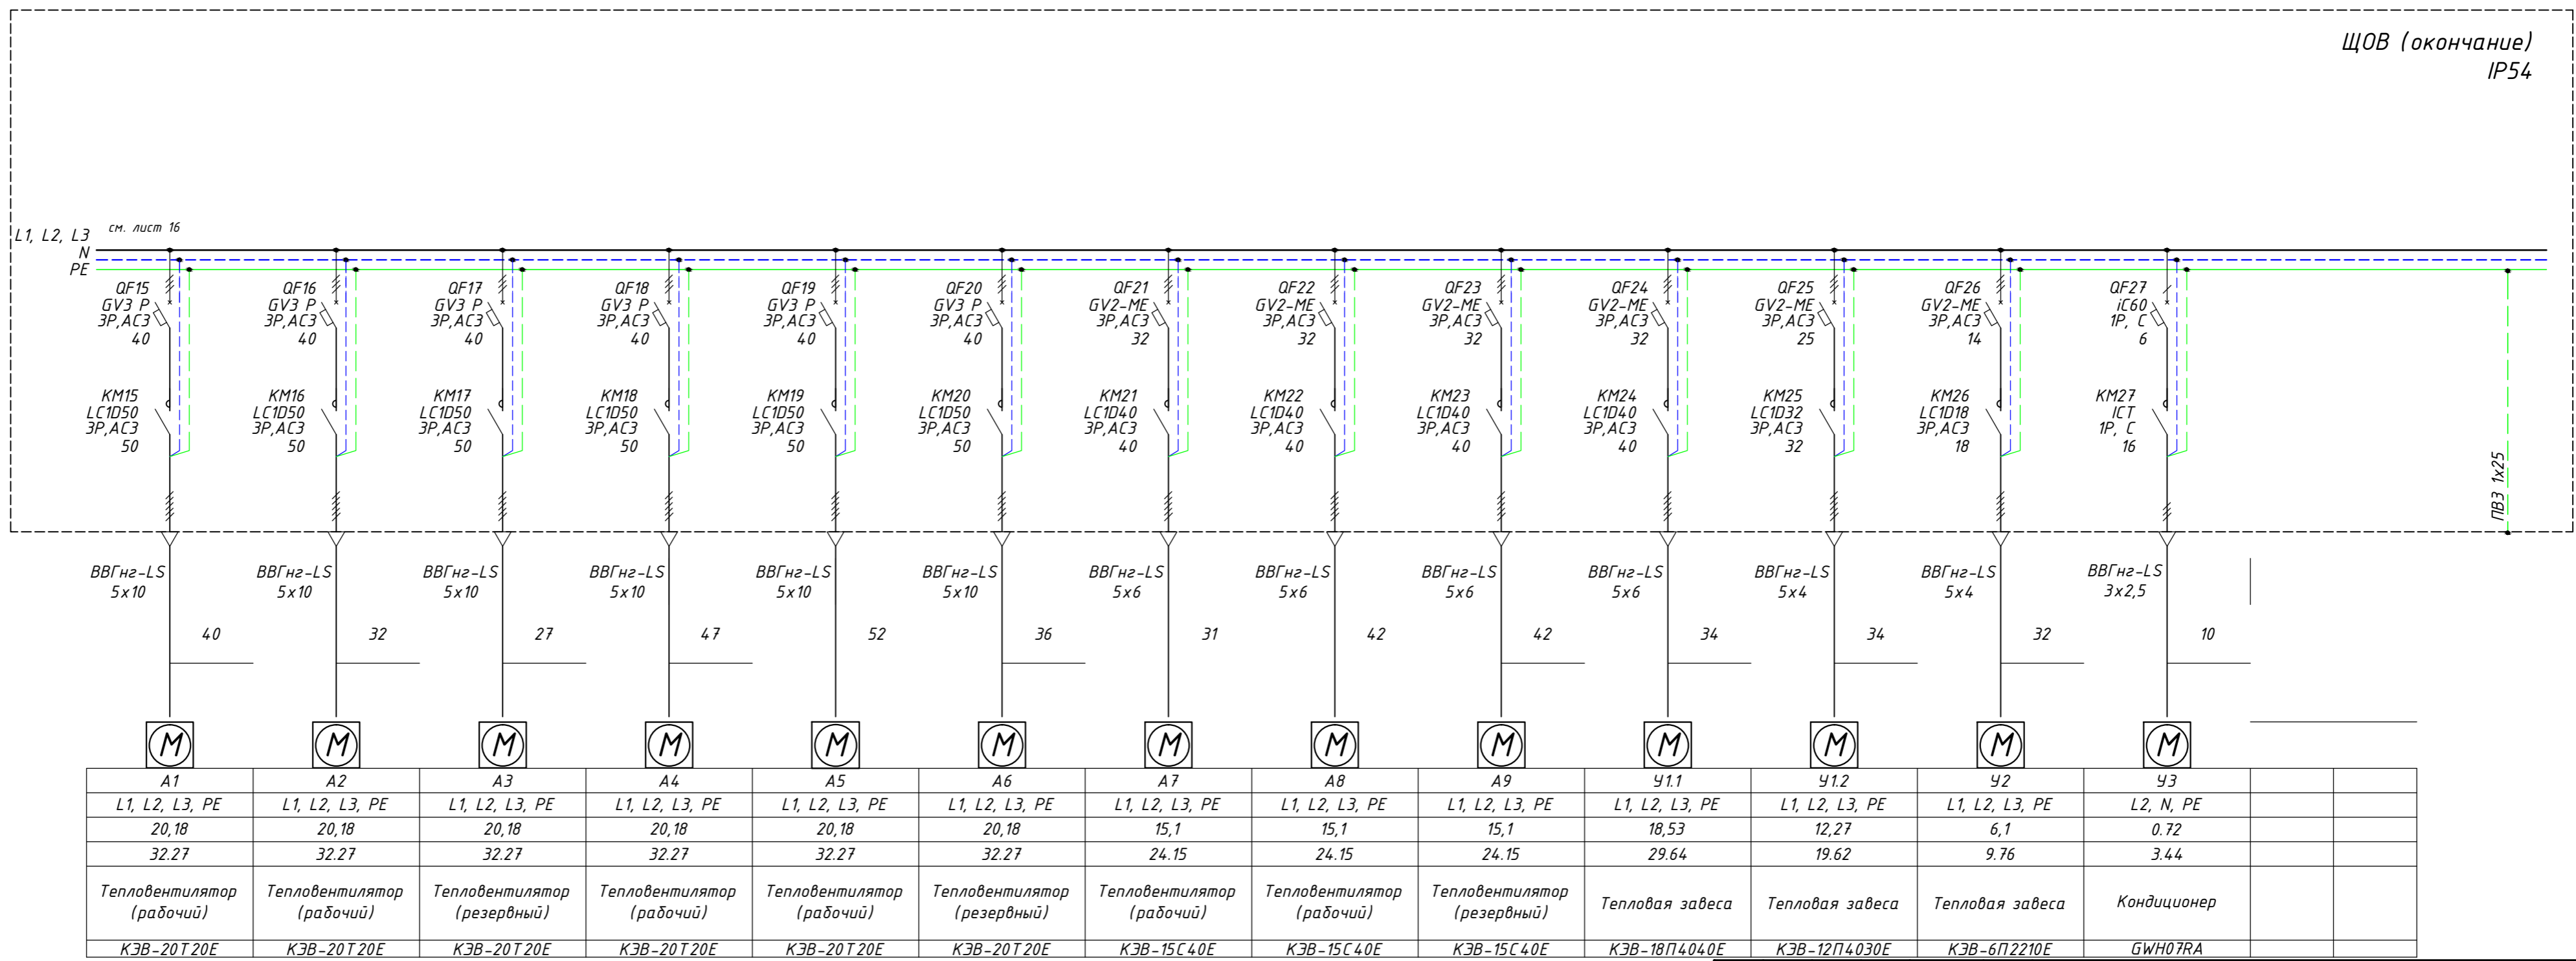 ЩОВ (окончание)
IP54
L1, L2, L3 см. лист 16
N
PE
QF15 QF16 QF17 QF18 QF19 QF20 QF21 QF22 QF23 QF24 QF25 QF26 QF27
GV3 P GV3 P GV3 P GV3 P GV3 P GV3 P GV2-ME GV2-ME GV2-ME GV2-ME GV2-ME GV2-ME iC60
3P,AC3 3P,AC3 3P,AC3 3P,AC3 3P,AC3 3P,AC3 3P,AC3 3P,AC3 3P,AC3 3P,AC3 3P,AC3 3P,AC3 1P, C
40 40 40 40 40 40 32 32 32 32 25 14 6
KM15 KM16 KM17 KM18 KM19 KM20 KM21 KM22 KM23 KM24 KM25 KM26 KM27
LC1D50 LC1D50 LC1D50 LC1D50 LC1D50 LC1D50 LC1D40 LC1D40 LC1D40 LC1D40 LC1D32 LC1D18 ICT
3P,AC3 3P,AC3 3P,AC3 3P,AC3 3P,AC3 3P,AC3 3P,AC3 3P,AC3 3P,AC3 3P,AC3 3P,AC3 3P,AC3 1P, C
50 50 50 50 50 50 40 40 40 40 32 18 16
ПВ3 1x25
ВВГнг-LS ВВГнг-LS ВВГнг-LS ВВГнг-LS ВВГнг-LS ВВГнг-LS ВВГнг-LS ВВГнг-LS ВВГнг-LS ВВГнг-LS ВВГнг-LS ВВГнг-LS ВВГнг-LS
5x10 5x10 5x10 5x10 5x10 5x10 5x6 5x6 5x6 5x6 5x4 5x4 3x2,5
40 32 27 47 52 36 31 42 42 34 34 32 10
M M M M M M M M M M M M M
А1 А2 А3 А4 А5 А6 А7 А8 А9 У1.1 У1.2 У2 У3
L1, L2, L3, PE L1, L2, L3, PE L1, L2, L3, PE L1, L2, L3, PE L1, L2, L3, PE L1, L2, L3, PE L1, L2, L3, PE L1, L2, L3, PE L1, L2, L3, PE L1, L2, L3, PE L1, L2, L3, PE L1, L2, L3, PE L2, N, PE
20,18 20,18 20,18 20,18 20,18 20,18 15,1 15,1 15,1 18,53 12,27 6,1 0.72
32.27 32.27 32.27 32.27 32.27 32.27 24.15 24.15 24.15 29.64 19.62 9.76 3.44
Тепловентилятор Тепловентилятор Тепловентилятор Тепловентилятор Тепловентилятор Тепловентилятор Тепловентилятор Тепловентилятор Тепловентилятор Тепловая завеса Тепловая завеса Тепловая завеса Кондиционер
(рабочий) (рабочий) (резервный) (рабочий) (рабочий) (резервный) (рабочий) (рабочий) (резервный)
КЭВ-20Т20Е КЭВ-20Т20Е КЭВ-20Т20Е КЭВ-20Т20Е КЭВ-20Т20Е КЭВ-20Т20Е КЭВ-15С40Е КЭВ-15С40Е КЭВ-15С40Е КЭВ-18П4040Е КЭВ-12П4030Е КЭВ-6П2210Е GWH07RA